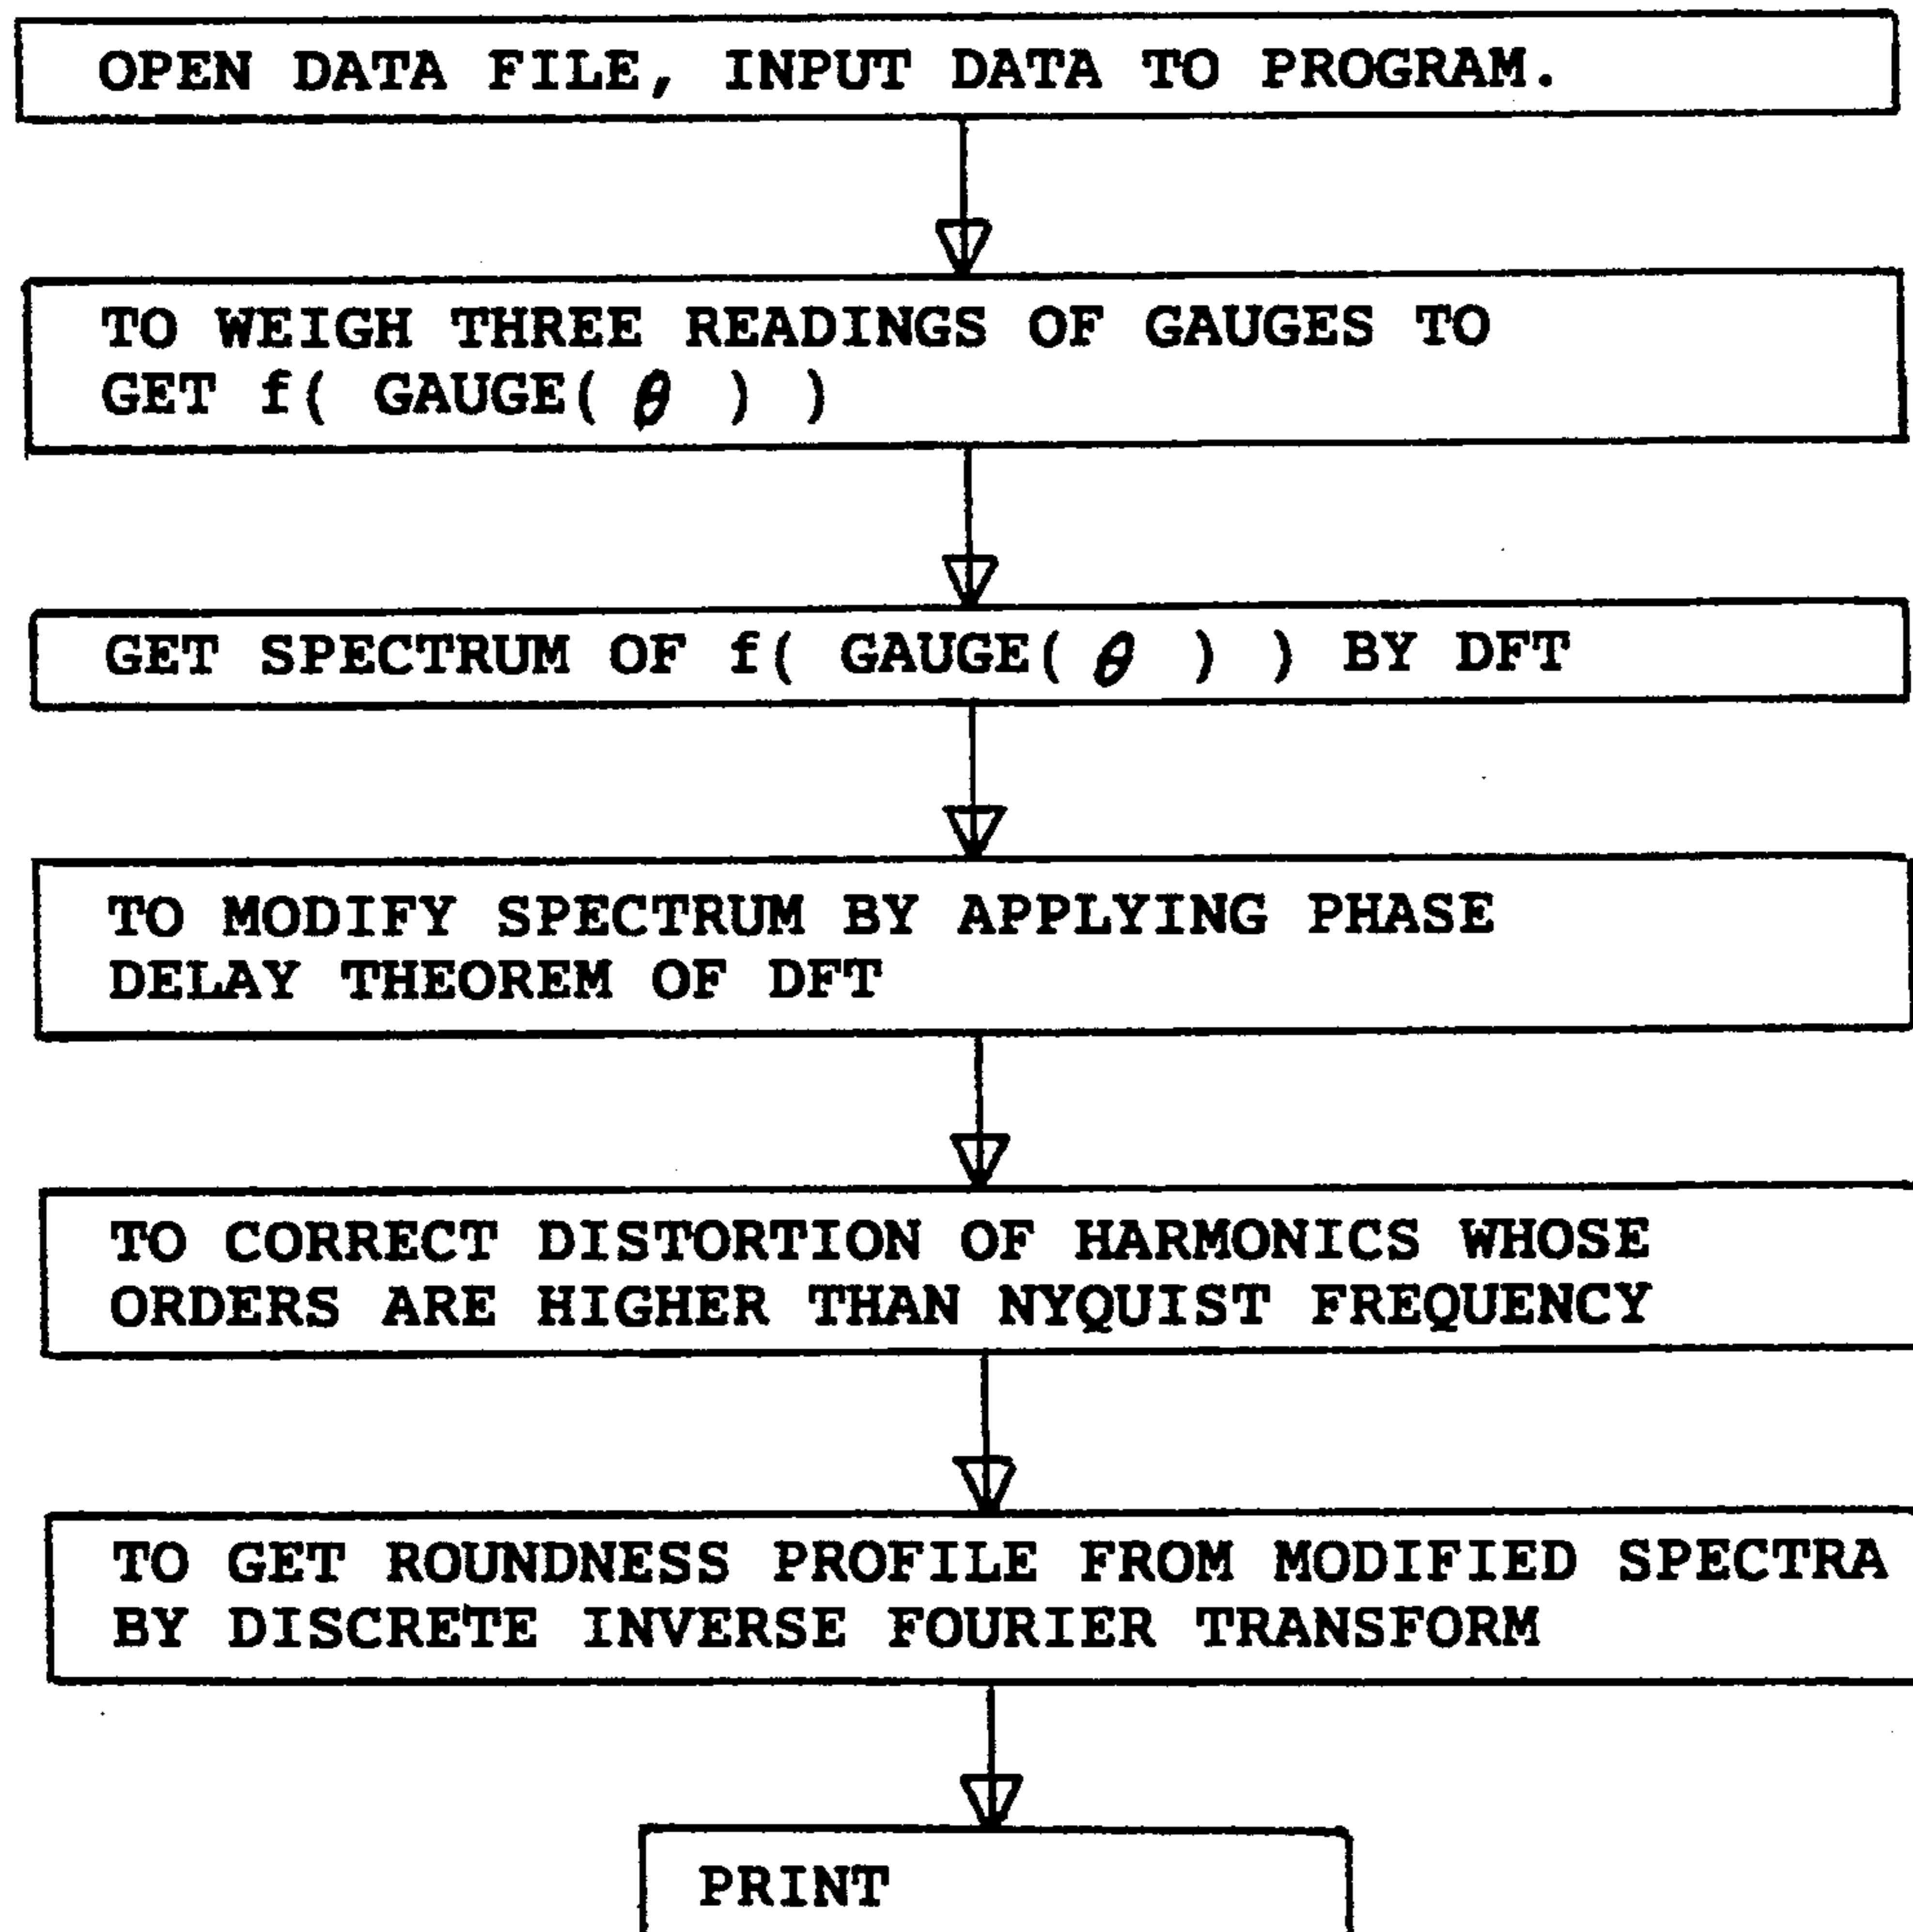 OPEN DATA FILE, INPUT DATA TO PROGRAM.
TO WEIGH THREE READINGS OF GAUGES TO
GET f( GAUGE( θ ) )
GET SPECTRUM OF f( GAUGE( θ ) ) BY DFT
TO MODIFY SPECTRUM BY APPLYING PHASE
DELAY THEOREM OF DFT
TO CORRECT DISTORTION OF HARMONICS WHOSE
ORDERS ARE HIGHER THAN NYQUIST FREQUENCY
TO GET ROUNDNESS PROFILE FROM MODIFIED SPECTRA
BY DISCRETE INVERSE FOURIER TRANSFORM
PRINT